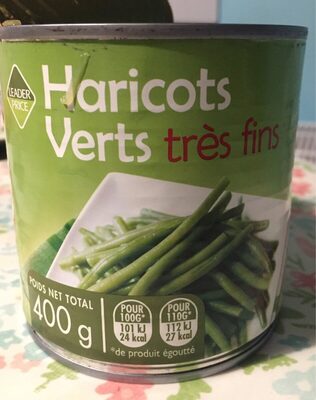 LEADER
PRICE
Haricots
Verts très fins
POIDS NET TOTAL
400 g
POUR
100G*
101 kJ
24 kcal
POUR
110G*
112 kJ
27 kcal
*de produit égoutté